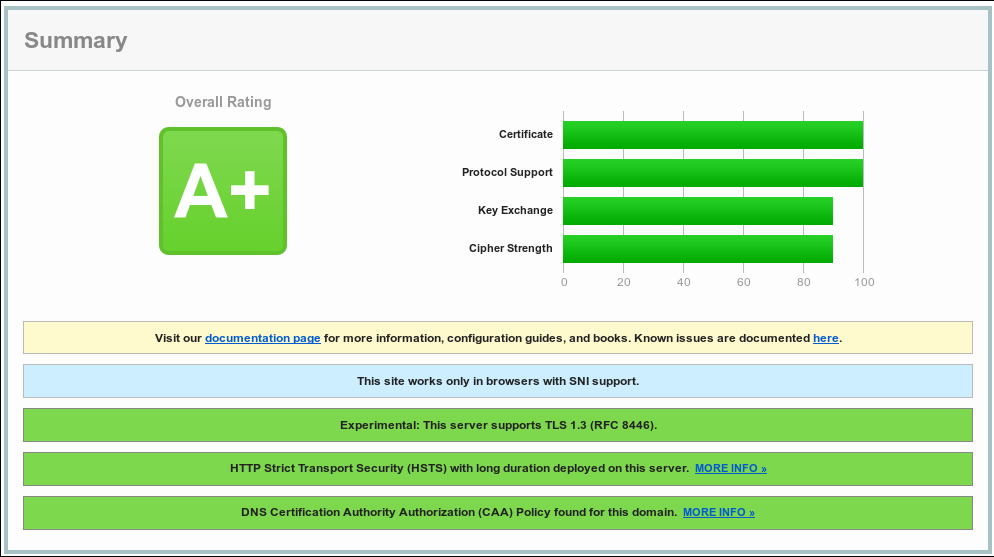 Summary
Overall Rating
A+
Certificate
Protocol Support
Key Exchange
Cipher Strength
0 20 40 60 80 100
Visit our documentation page for more information, configuration guides, and books. Known issues are documented here.
This site works only in browsers with SNI support.
Experimental: This server supports TLS 1.3 (RFC 8446).
HTTP Strict Transport Security (HSTS) with long duration deployed on this server. MORE INFO »
DNS Certification Authority Authorization (CAA) Policy found for this domain. MORE INFO »